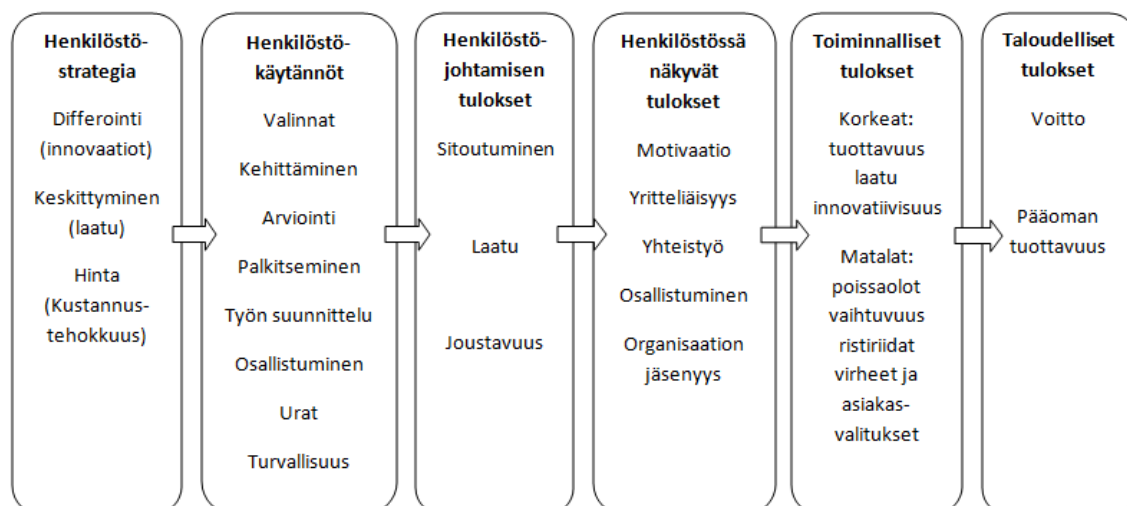 Henkilöstö-
strategia
Differointi
(innovaatiot)
Keskittyminen
(laatu)
Hinta
(Kustannus-
tehokkuus)
Henkilöstö-
käytännöt
Valinnat
Kehittäminen
Arviointi
Palkitseminen
Työn suunnittelu
Osallistuminen
Urat
Turvallisuus
Henkilöstö-
johtamisen
tulokset
Sitoutuminen
Laatu
Joustavuus
Henkilöstössä
näkyvät
tulokset
Motivaatio
Yritteliäisyys
Yhteistyö
Osallistuminen
Organisaation
jäsenyys
Toiminnalliset
tulokset
Korkeat:
tuottavuus
laatu
innovatiivisuus
Matalat:
poissaolot
vaihtuvuus
ristiriidat
virheet ja
asiakas-
valitukset
Taloudelliset
tulokset
Voitto
Pääoman
tuottavuus